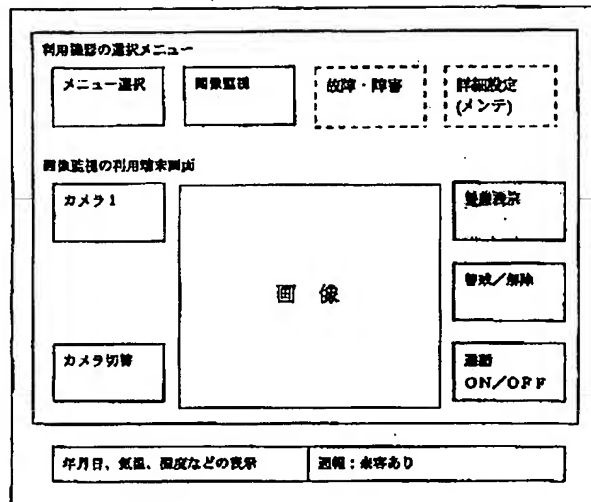 利用機器の選択メニュー
メニュー選択
画像監視
故障・障害
詳細設定
(メンテ)
画像監視の利用端末画面
カメラ1
画 像
警戒/解除
カメラ切替
通話
ON/OFF
年月日、気温、湿度などの表示
通報:来客あり